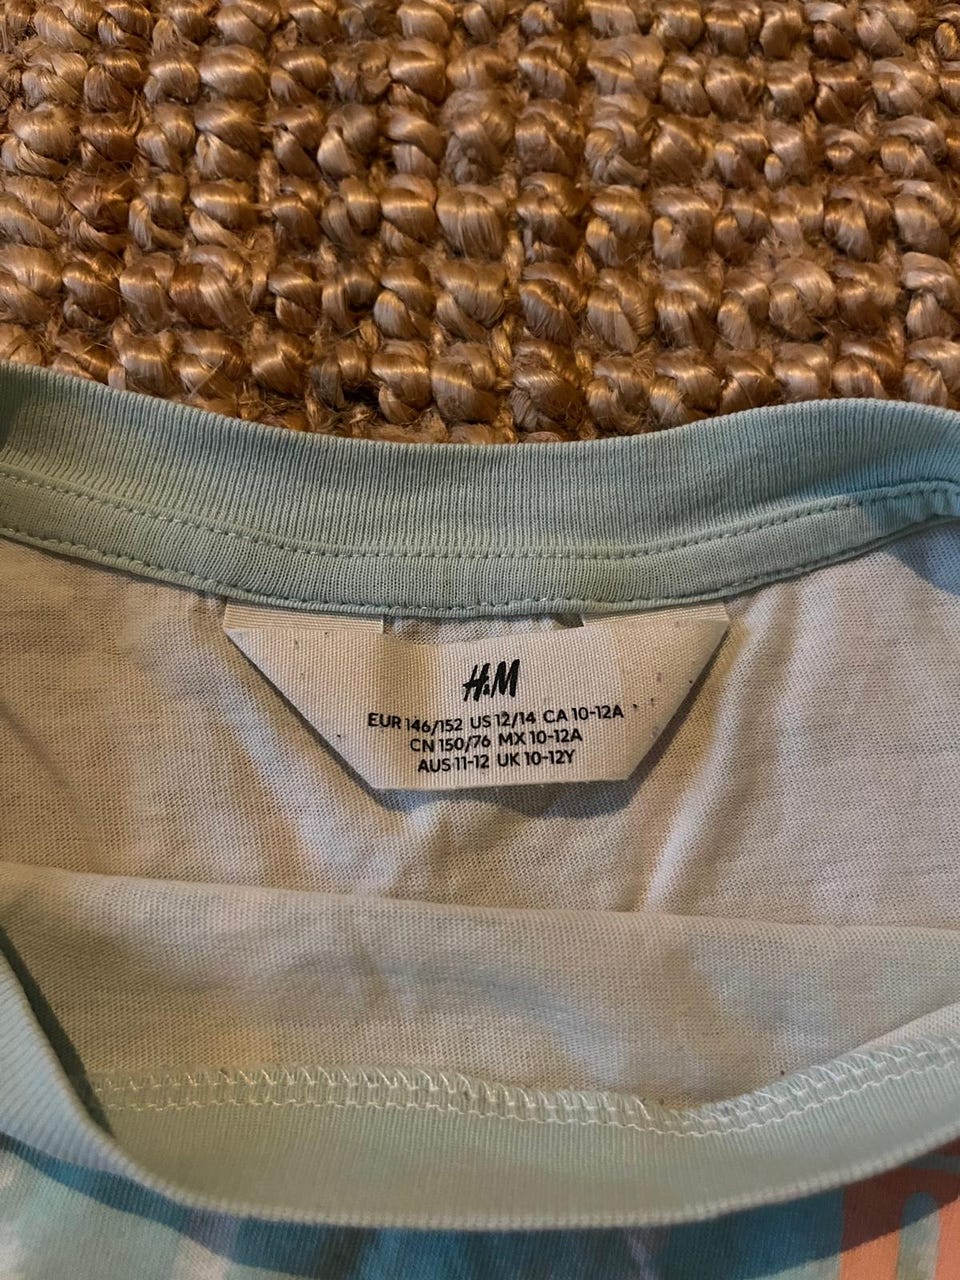 H&M
EUR 146/152 US 12/14 CA 10-12A
CN 150/76 MX 10-12A
AUS 11-12 UK 10-12Y